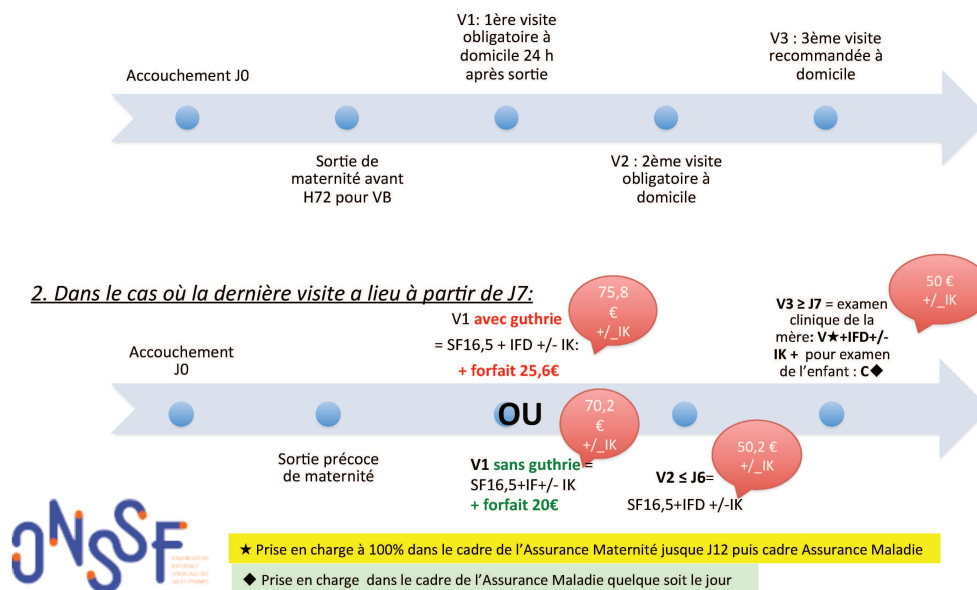 V1: 1ère visite
obligatoire à
domicile 24 h
après sortie
V3 : 3ème visite
recommandée à
domicile
Accouchement J0
Sortie de
maternité avant
H72 pour VB
V2 : 2ème visite
obligatoire à
domicile
2. Dans le cas où la dernière visite a lieu à partir de J7:
75,8
€
+/_IK
50 €
+/_IK
V1 avec guthrie
= SF16,5 + IFD +/- IK:
+ forfait 25,6€
V3 ≥ J7 = examen
clinique de la
mère: V★+IFD+/-
IK + pour examen
de l'enfant : C◆
Accouchement
J0
OU
70,2
€
+/_IK
50,2 €
+/_IK
Sortie précoce
de maternité
V1 sans guthrie =
SF16,5+IF+/- IK
+ forfait 20€
V2 ≤ J6=
SF16,5+IFD +/-IK
ONSSF
★ Prise en charge à 100% dans le cadre de l'Assurance Maternité jusque J12 puis cadre Assurance Maladie
◆ Prise en charge dans le cadre de l'Assurance Maladie quelque soit le jour